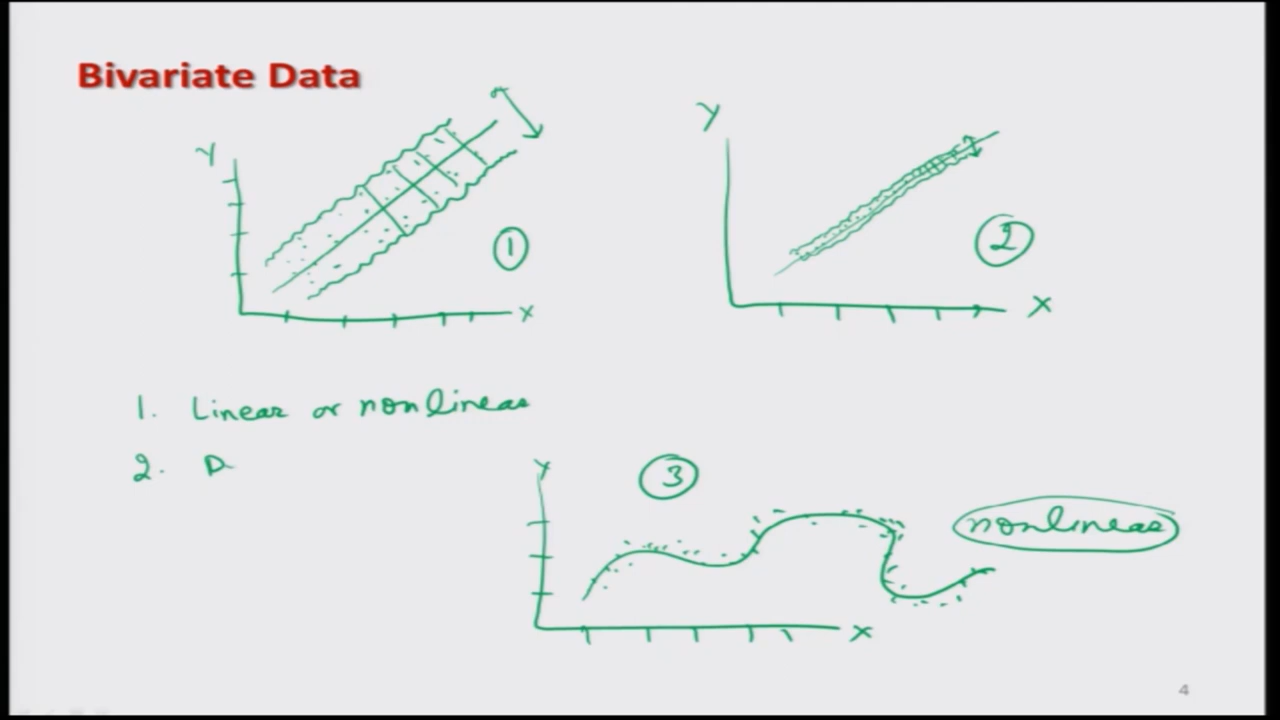 Bivariate Data
Y
1
X
Y
2
X
1. Linear or nonlinear
2. D
Y
3
nonlinear
X
4